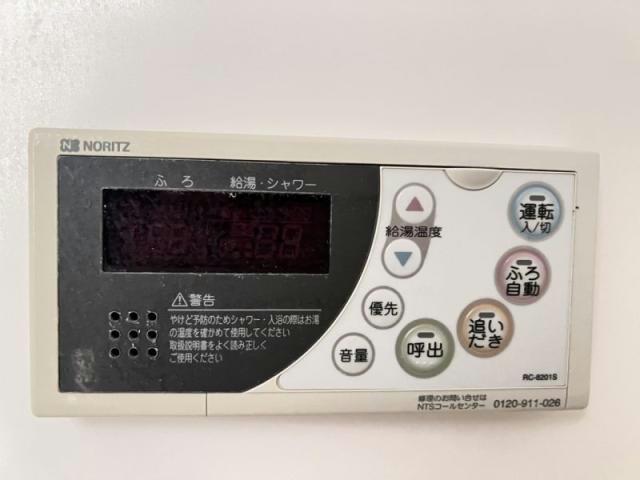 NORITZ
ふろ 給湯・シャワー
給湯温度
運転
入/切
ふろ
自動
優先
追い
だき
音量
呼出
⚠警告
やけど予防のためシャワー・入浴の際はお湯
の温度を確かめて使用してください
取扱説明書をよく読み正しく
ご使用ください
RC-8201S
修理のお問い合せは
NTSコールセンター 0120-911-026